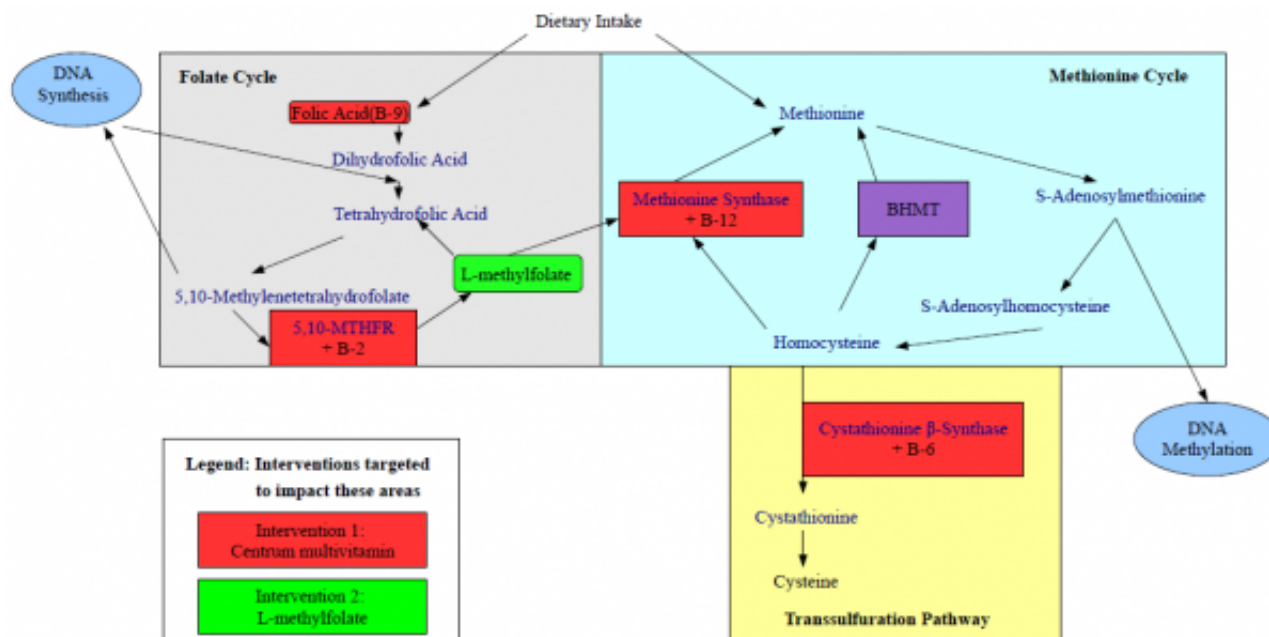 Dietary Intake
DNA
Synthesis
Folate Cycle
Methionine Cycle
Folic Acid(B-9)
Methionine
Dihydrofolic Acid
Methionine Synthase
+ B-12
BHMT
S-Adenosylmethionine
Tetrahydrofolic Acid
L-methylfolate
5,10-Methylenetetrahydrofolate
S-Adenosylhomocysteine
5,10-MTHFR
+ B-2
Homocysteine
Cystathionine β-Synthase
+ B-6
DNA
Methylation
Legend: Interventions targeted
to impact these areas
Intervention 1:
Centrum multivitamin
Intervention 2:
L-methylfolate
Cystathionine
Cysteine
Transsulfuration Pathway